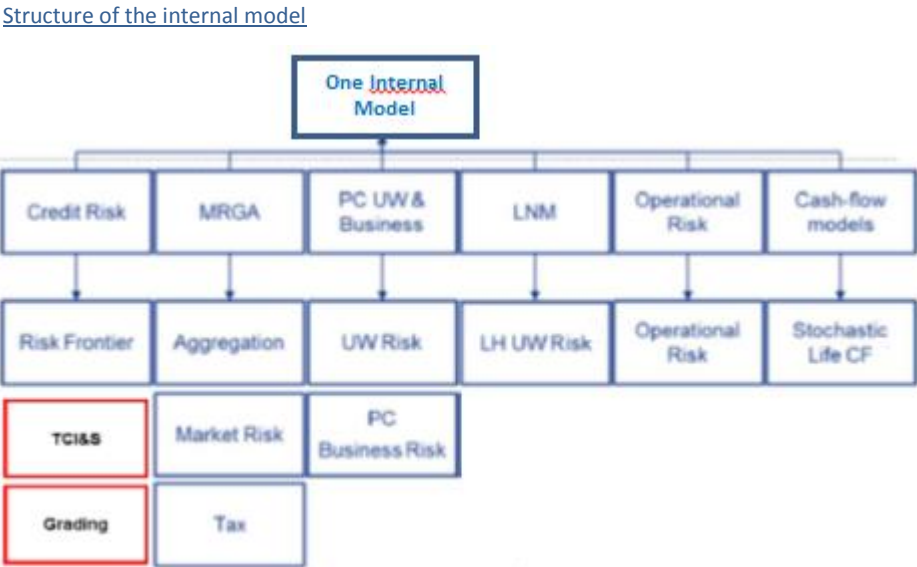 Structure of the internal model
One Internal
Model
Credit Risk
MRGA
PC UW &
Business
LNM
Operational
Risk
Cash-flow
models
Risk Frontier
Aggregation
UW Risk
LH UW Risk
Operational
Risk
Stochastic
Life CF
TCI&S
Market Risk
PC
Business Risk
Grading
Tax